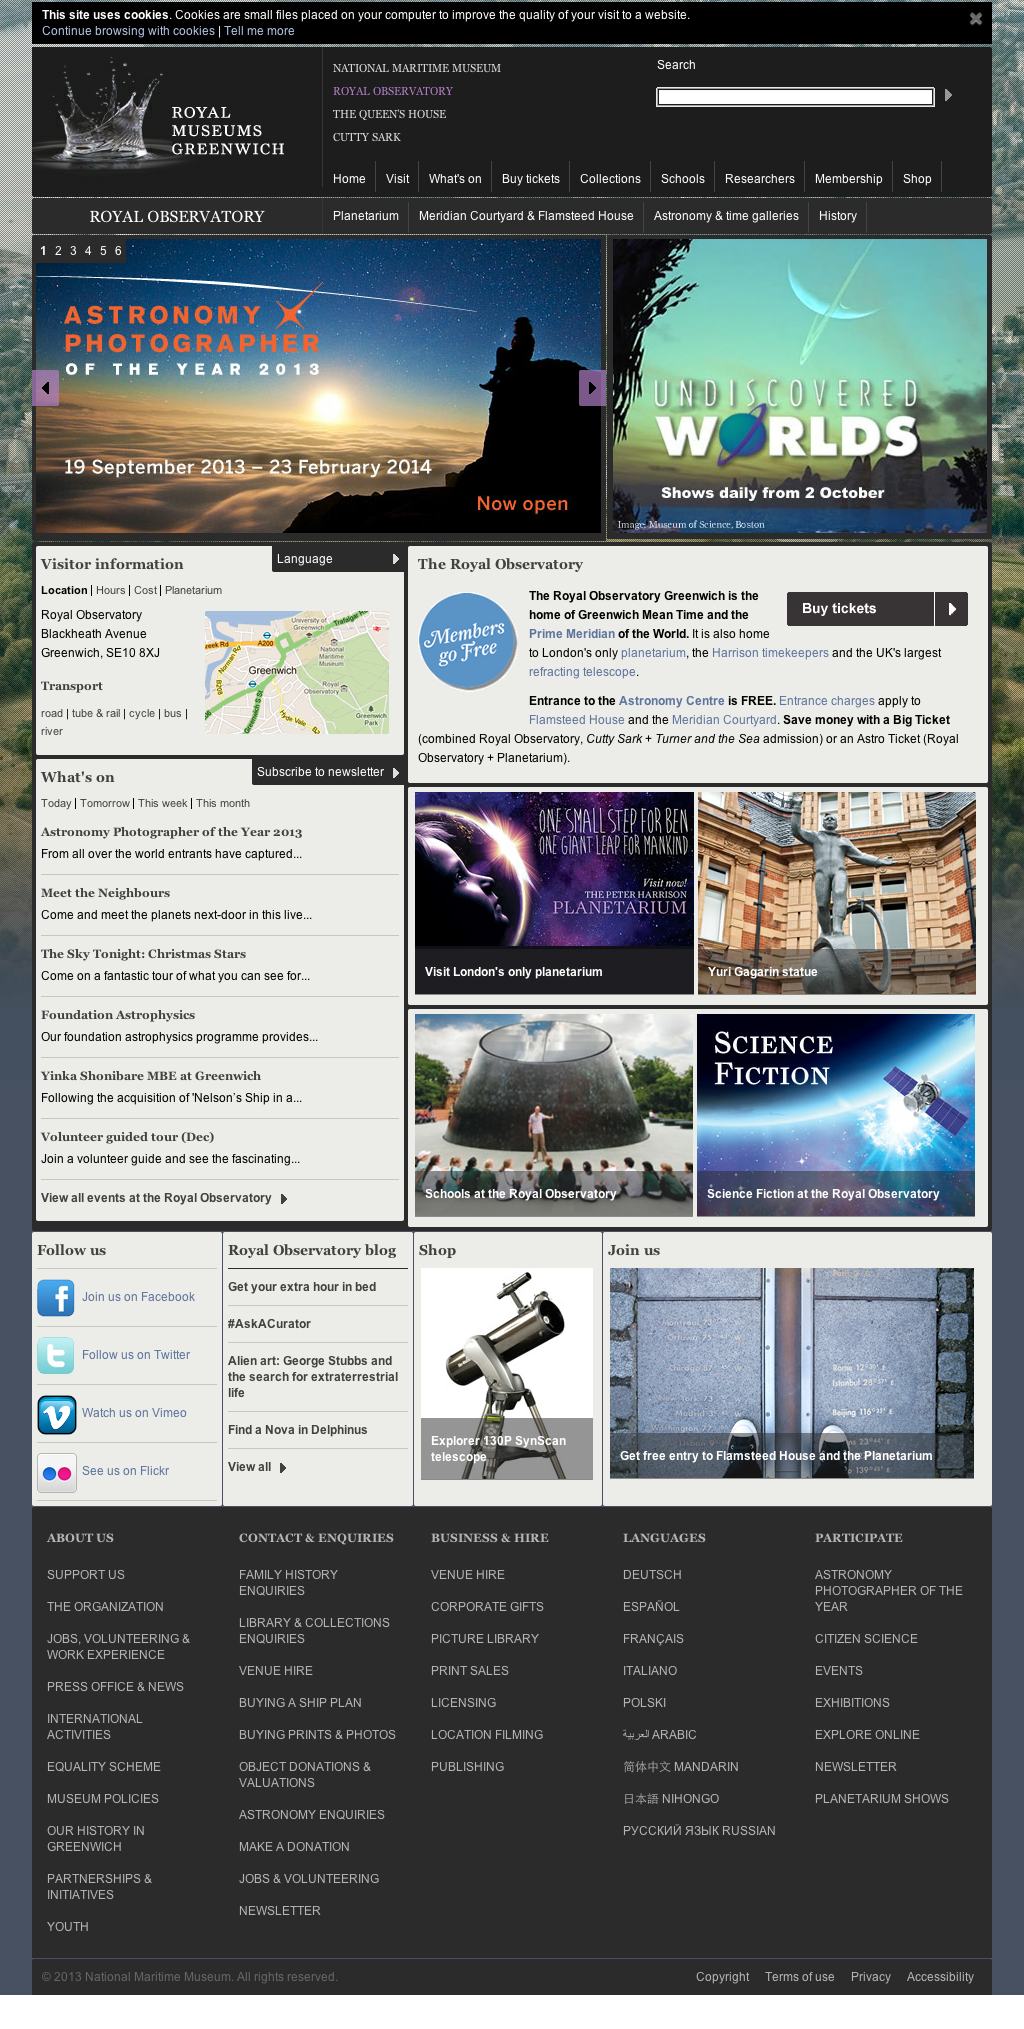 This site uses cookies. Cookies are small files placed on your computer to improve the quality of your visit to a website.
Continue browsing with cookies | Tell me more
ROYAL
MUSEUMS
GREENWICH
NATIONAL MARITIME MUSEUM
ROYAL OBSERVATORY
THE QUEEN'S HOUSE
CUTTY SARK
Search
Home Visit What's on Buy tickets Collections Schools Researchers Membership Shop
ROYAL OBSERVATORY
Planetarium Meridian Courtyard & Flamsteed House Astronomy & time galleries History
1 2 3 4 5 6
ASTRONOMY
PHOTOGRAPHER
OF THE YEAR 2013
19 September 2013 – 23 February 2014
Now open
UNDISCOVERED
WORLDS
Shows daily from 2 October
Image: Museum of Science, Boston
Visitor information
Language
Location | Hours | Cost | Planetarium
Royal Observatory
Blackheath Avenue
Greenwich, SE10 8XJ
Transport
road | tube & rail | cycle | bus |
river
University of
Greenwich
Trafalgar
A200
Creek Rd
Norman Rd
National
Maritime
Museum
Greenwich
Royal
Observatory
Greenwich S St
Hyde Vale
Greenwich
Park
The Royal Observatory
Members
go Free
Buy tickets
The Royal Observatory Greenwich is the
home of Greenwich Mean Time and the
Prime Meridian of the World. It is also home
to London's only planetarium, the Harrison timekeepers and the UK's largest
refracting telescope.
Entrance to the Astronomy Centre is FREE. Entrance charges apply to
Flamsteed House and the Meridian Courtyard. Save money with a Big Ticket
(combined Royal Observatory, Cutty Sark + Turner and the Sea admission) or an Astro Ticket (Royal
Observatory + Planetarium).
What's on
Subscribe to newsletter
Today | Tomorrow | This week | This month
Astronomy Photographer of the Year 2013
From all over the world entrants have captured...
Meet the Neighbours
Come and meet the planets next-door in this live...
The Sky Tonight: Christmas Stars
Come on a fantastic tour of what you can see for...
Foundation Astrophysics
Our foundation astrophysics programme provides...
Yinka Shonibare MBE at Greenwich
Following the acquisition of 'Nelson's Ship in a...
Volunteer guided tour (Dec)
Join a volunteer guide and see the fascinating...
View all events at the Royal Observatory
ONE SMALL STEP FOR BEN
ONE GIANT LEAP FOR MANKIND
Visit now!
THE PETER HARRISON
PLANETARIUM
Visit London's only planetarium
Yuri Gagarin statue
Schools at the Royal Observatory
SCIENCE
FICTION
Science Fiction at the Royal Observatory
Follow us
Join us on Facebook
Follow us on Twitter
Watch us on Vimeo
See us on Flickr
Royal Observatory blog
Get your extra hour in bed
#AskACurator
Alien art: George Stubbs and
the search for extraterrestrial
life
Find a Nova in Delphinus
View all
Shop
Explorer 130P SynScan
telescope
Join us
Get free entry to Flamsteed House and the Planetarium
ABOUT US
SUPPORT US
THE ORGANIZATION
JOBS, VOLUNTEERING &
WORK EXPERIENCE
PRESS OFFICE & NEWS
INTERNATIONAL
ACTIVITIES
EQUALITY SCHEME
MUSEUM POLICIES
OUR HISTORY IN
GREENWICH
PARTNERSHIPS &
INITIATIVES
YOUTH
CONTACT & ENQUIRIES
FAMILY HISTORY
ENQUIRIES
LIBRARY & COLLECTIONS
ENQUIRIES
VENUE HIRE
BUYING A SHIP PLAN
BUYING PRINTS & PHOTOS
OBJECT DONATIONS &
VALUATIONS
ASTRONOMY ENQUIRIES
MAKE A DONATION
JOBS & VOLUNTEERING
NEWSLETTER
BUSINESS & HIRE
VENUE HIRE
CORPORATE GIFTS
PICTURE LIBRARY
PRINT SALES
LICENSING
LOCATION FILMING
PUBLISHING
LANGUAGES
DEUTSCH
ESPAÑOL
FRANÇAIS
ITALIANO
POLSKI
العربية ARABIC
简体中文 MANDARIN
日本語 NIHONGO
РУССКИЙ ЯЗЫК RUSSIAN
PARTICIPATE
ASTRONOMY
PHOTOGRAPHER OF THE
YEAR
CITIZEN SCIENCE
EVENTS
EXHIBITIONS
EXPLORE ONLINE
NEWSLETTER
PLANETARIUM SHOWS
© 2013 National Maritime Museum. All rights reserved.
Copyright Terms of use Privacy Accessibility